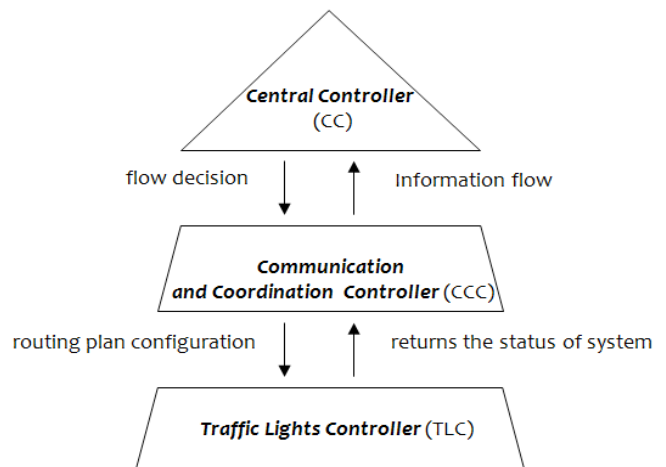 Central Controller
(CC)
flow decision
Information flow
Communication
and Coordination Controller (CCC)
routing plan configuration
returns the status of system
Traffic Lights Controller (TLC)